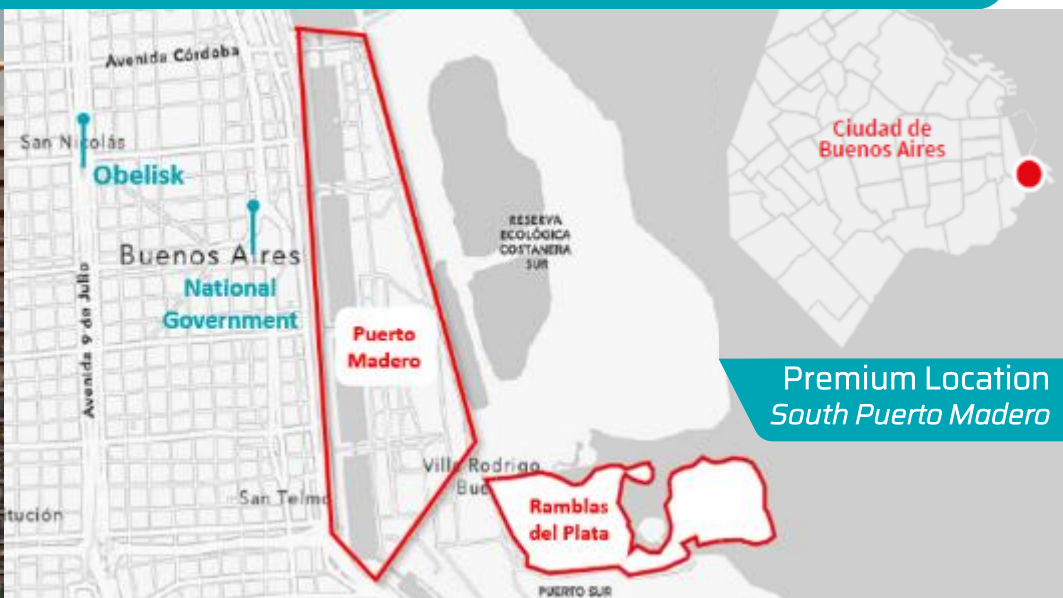 Avenida Córdoba
San Nicolás
Obelisk
Buenos Aires
National
Government
Avenida 9 de Julio
Puerto
Madero
RESERVA
ECOLÓGICA
COSTANERA
SUR
Ciudad de
Buenos Aires
Premium Location
South Puerto Madero
Villa Rodrigo
Bue
San Telmo
itución
Ramblas
del Plata
PUERTO SUR